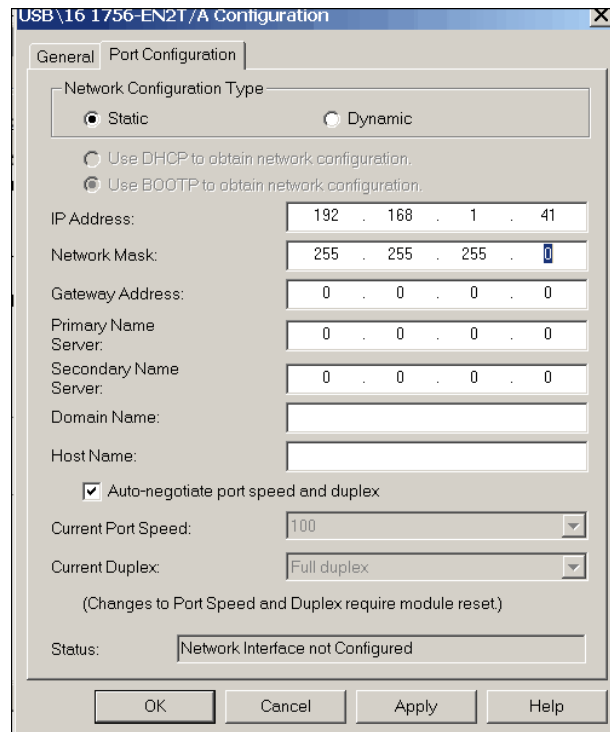 USB\16 1756-EN2T/A Configuration
General Port Configuration
Network Configuration Type
Static Dynamic
Use DHCP to obtain network configuration.
Use BOOTP to obtain network configuration.
IP Address: 192 . 168 . 1 . 41
Network Mask: 255 . 255 . 255 . 0
Gateway Address: 0 . 0 . 0 . 0
Primary Name
Server: 0 . 0 . 0 . 0
Secondary Name
Server: 0 . 0 . 0 . 0
Domain Name:
Host Name:
Auto-negotiate port speed and duplex
Current Port Speed: 100
Current Duplex: Full duplex
(Changes to Port Speed and Duplex require module reset.)
Status: Network Interface not Configured
OK Cancel Apply Help